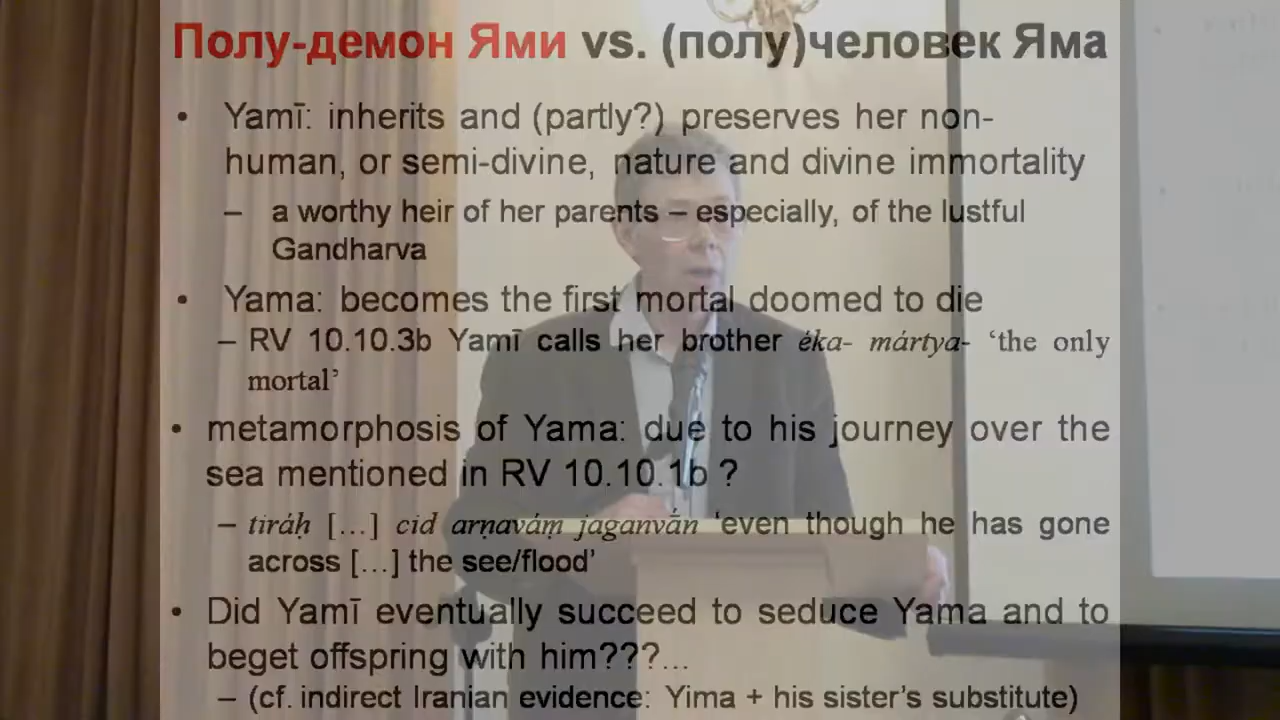 Полу-демон Ями vs. (полу)человек Яма
• Yamī: inherits and (partly?) preserves her non-
human, or semi-divine, nature and divine immortality
– a worthy heir of her parents – especially, of the lustful
Gandharva
• Yama: becomes the first mortal doomed to die
– RV 10.10.3b Yamī calls her brother éka- mártya- ‘the only
mortal’
• metamorphosis of Yama: due to his journey over the
sea mentioned in RV 10.10.1b ?
– tiráḥ [...] cid arṇaváṃ jaganvā́n ‘even though he has gone
across [...] the see/flood’
• Did Yamī eventually succeed to seduce Yama and to
beget offspring with him???...
– (cf. indirect Iranian evidence: Yima + his sister’s substitute)